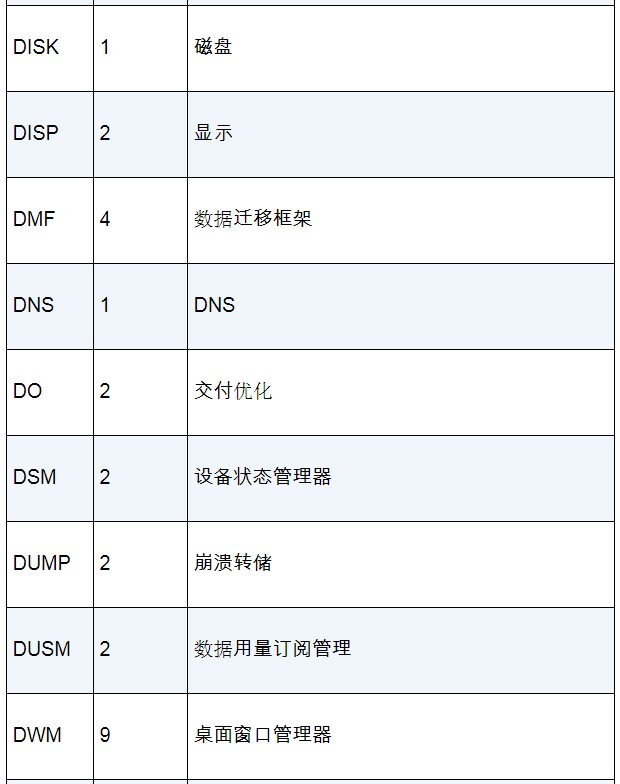 DISK 1 磁盘
DISP 2 显示
DMF 4 数据迁移框架
DNS 1 DNS
DO 2 交付优化
DSM 2 设备状态管理器
DUMP 2 崩溃转储
DUSM 2 数据用量订阅管理
DWM 9 桌面窗口管理器